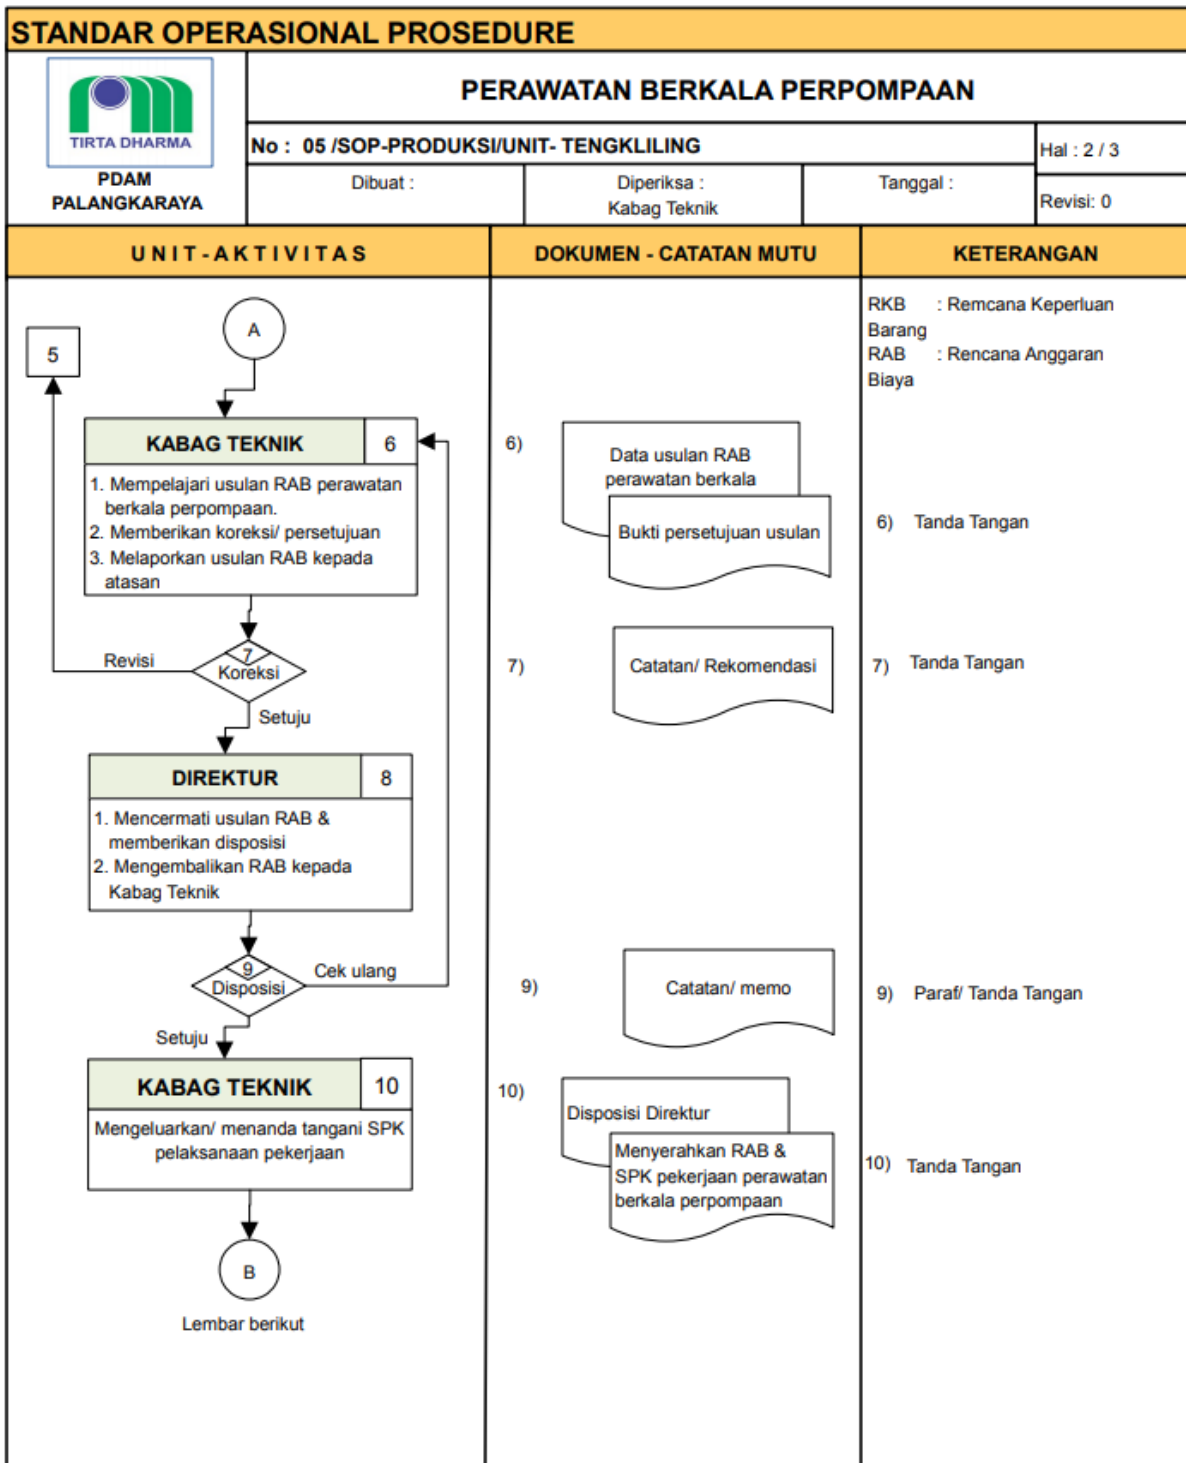 STANDAR OPERASIONAL PROSEDURE
TIRTA DHARMA
PDAM
PALANGKARAYA
PERAWATAN BERKALA PERPOMPAAN
No : 05 /SOP-PRODUKSI/UNIT- TENGKLILING
Hal : 2 / 3
Dibuat :
Diperiksa :
Kabag Teknik
Tanggal :
Revisi: 0
U N I T - A K T I V I T A S
DOKUMEN - CATATAN MUTU
KETERANGAN
A
5
KABAG TEKNIK
6
1. Mempelajari usulan RAB perawatan
berkala perpompaan.
2. Memberikan koreksi/ persetujuan
3. Melaporkan usulan RAB kepada
atasan
7
Koreksi
Revisi
Setuju
DIREKTUR
8
1. Mencermati usulan RAB &
memberikan disposisi
2. Mengembalikan RAB kepada
Kabag Teknik
9
Disposisi
Cek ulang
Setuju
KABAG TEKNIK
10
Mengeluarkan/ menanda tangani SPK
pelaksanaan pekerjaan
B
Lembar berikut
6)
Data usulan RAB
perawatan berkala
Bukti persetujuan usulan
7)
Catatan/ Rekomendasi
9)
Catatan/ memo
10)
Disposisi Direktur
Menyerahkan RAB &
SPK pekerjaan perawatan
berkala perpompaan
RKB : Remcana Keperluan
Barang
RAB : Rencana Anggaran
Biaya
6) Tanda Tangan
7) Tanda Tangan
9) Paraf/ Tanda Tangan
10) Tanda Tangan